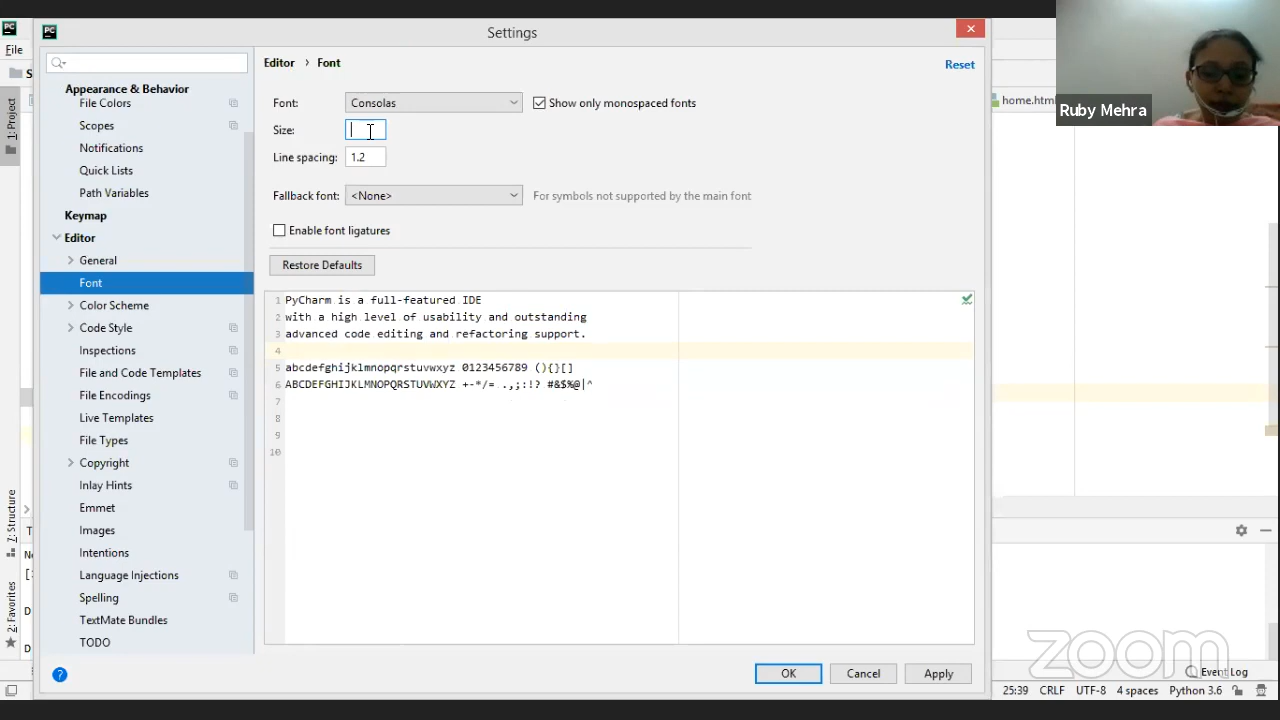 PC
PC
Settings
File
S
Appearance & Behavior
File Colors
Scopes
Notifications
Quick Lists
Path Variables
Keymap
Editor
General
Font
Color Scheme
Code Style
Inspections
File and Code Templates
File Encodings
Live Templates
File Types
Copyright
Inlay Hints
Emmet
Images
Intentions
Language Injections
Spelling
TextMate Bundles
TODO
Editor › Font
Reset
Font: Consolas Show only monospaced fonts
Size:
Line spacing: 1.2
Fallback font: <None> For symbols not supported by the main font
Enable font ligatures
Restore Defaults
1 PyCharm is a full-featured IDE
2 with a high level of usability and outstanding
3 advanced code editing and refactoring support.
4
5 abcdefghijklmnopqrstuvwxyz 0123456789 (){}[]
6 ABCDEFGHIJKLMNOPQRSTUVWXYZ +-*/= .,;:!? #&$%@|^
7
8
9
10
OK Cancel Apply
?
1: Project
7: Structure
2: Favorites
home.html
Ruby Mehra
zoom
Event Log
25:39 CRLF UTF-8 4 spaces Python 3.6